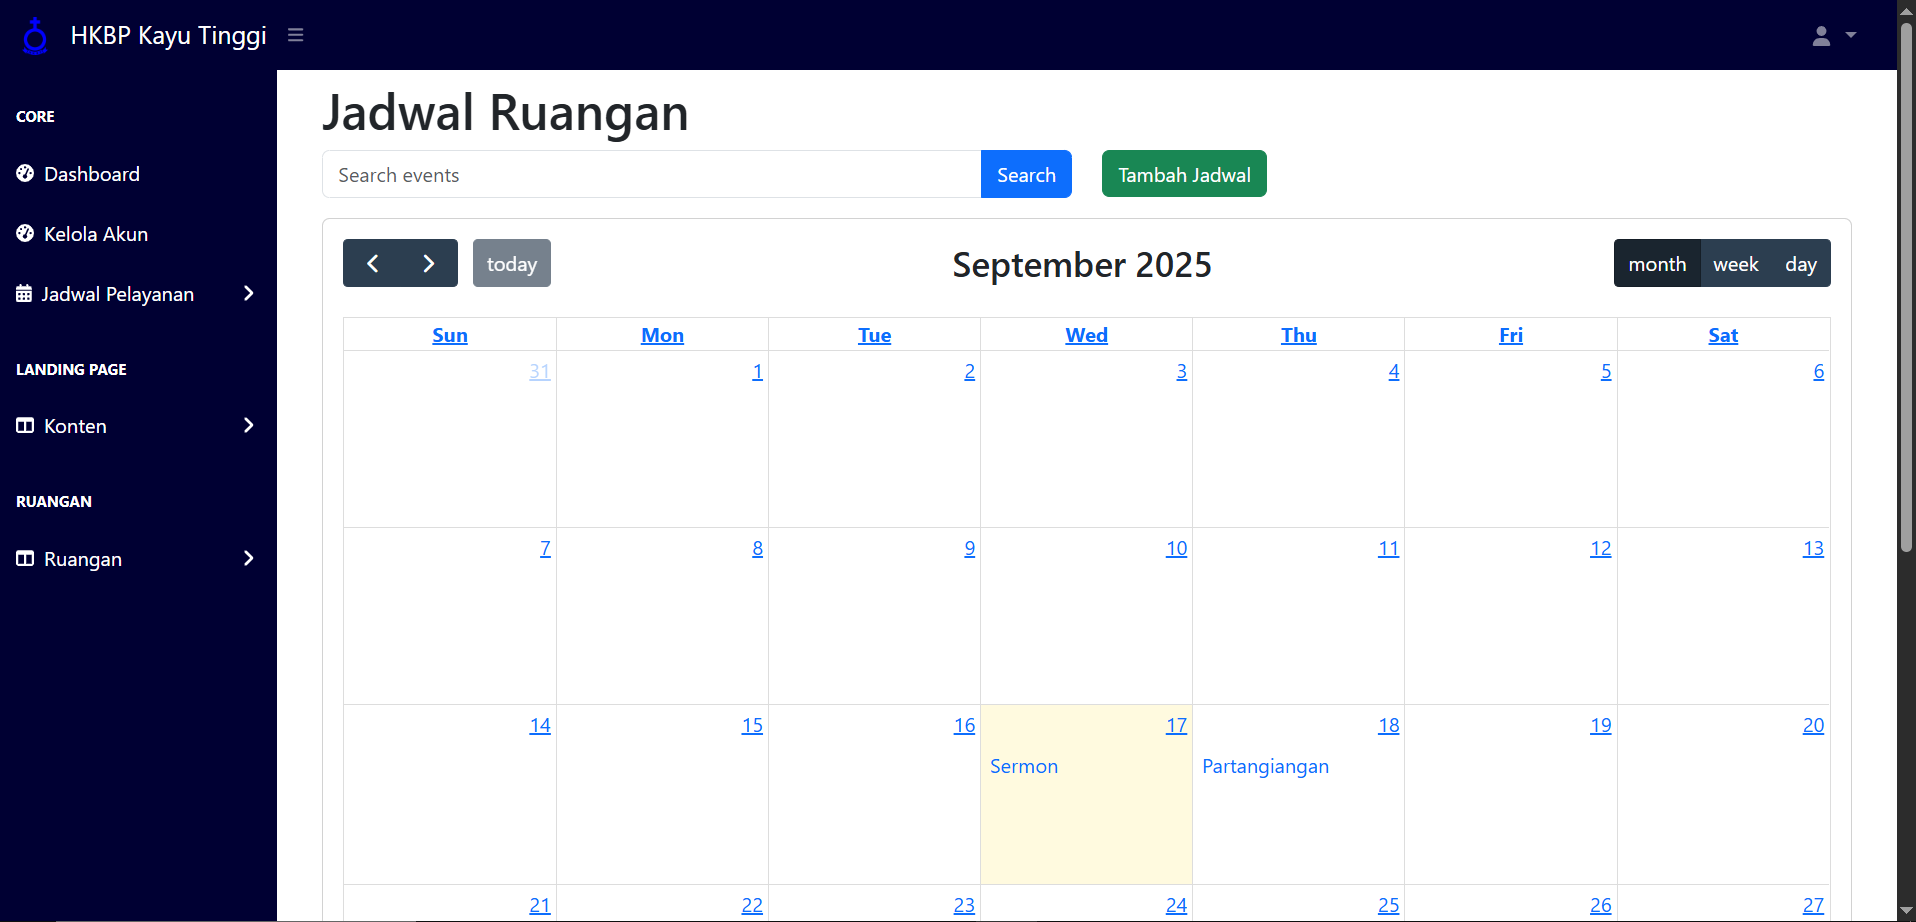 HKBP Kayu Tinggi
CORE
Dashboard
Kelola Akun
Jadwal Pelayanan
LANDING PAGE
Konten
RUANGAN
Ruangan
Jadwal Ruangan
Search events Search Tambah Jadwal
today September 2025 month week day
Sun Mon Tue Wed Thu Fri Sat
31 1 2 3 4 5 6
7 8 9 10 11 12 13
14 15 16 17 18 19 20
Sermon Partangiangan
21 22 23 24 25 26 27